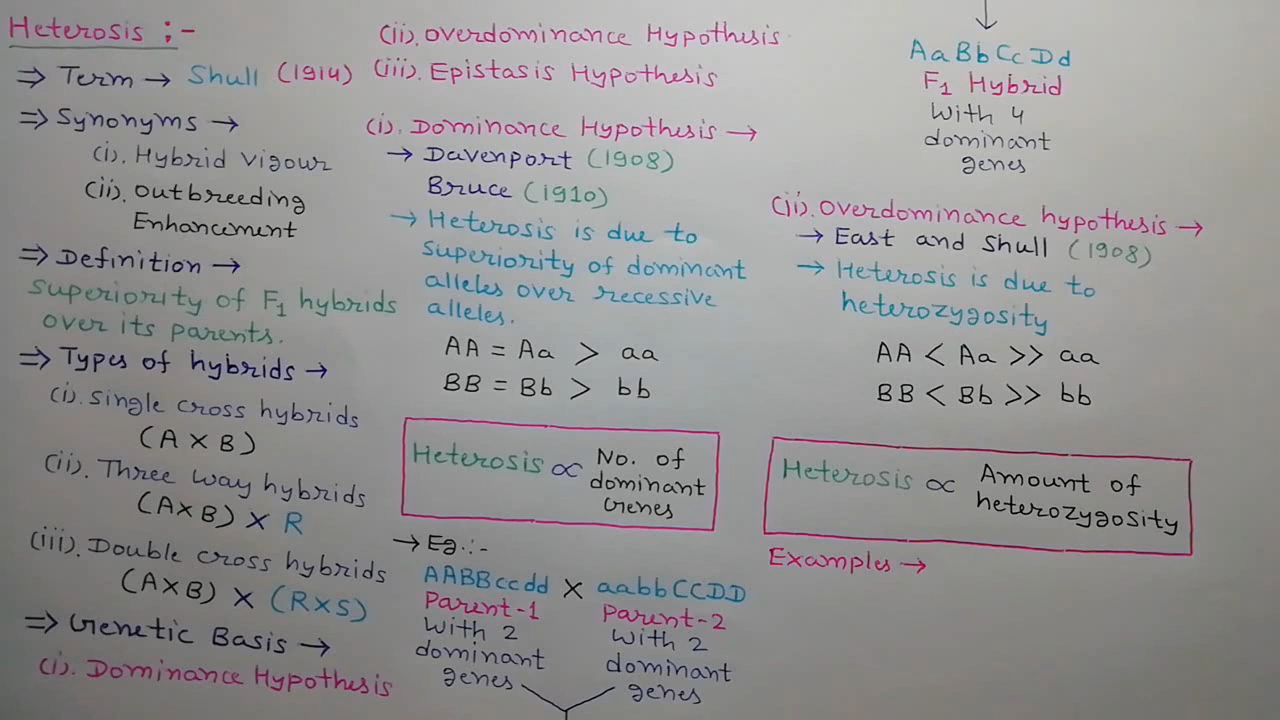 Heterosis :-
⇒ Term → Shull (1914)
⇒ Synonyms →
(i). Hybrid vigour
(ii). outbreeding
Enhancement
⇒ Definition →
superiority of F₁ hybrids
over its parents.
⇒ Types of hybrids →
(i). Single cross hybrids
(A × B)
(ii). Three way hybrids
(A×B) × R
(iii). Double cross hybrids
(A×B) × (R×S)
⇒ Genetic Basis →
(i). Dominance Hypothesis
(ii). overdominance Hypothesis
(iii). Epistasis Hypothesis
(i). Dominance Hypothesis →
→ Davenport (1908)
Bruce (1910)
→ Heterosis is due to
superiority of dominant
alleles over recessive
alleles.
AA = Aa > aa
BB = Bb > bb
Heterosis ∝ No. of
dominant
Genes
→ Eg.:-
AABBccdd × aabbCCDD
Parent-1 Parent-2
With 2 With 2
dominant dominant
genes genes
↓
AaBbCcDd
F₁ Hybrid
With 4
dominant
genes
(ii). overdominance hypothesis →
→ East and Shull (1908)
→ Heterosis is due to
heterozygosity
AA < Aa >> aa
BB < Bb >> bb
Heterosis ∝ Amount of
heterozygosity
Examples →